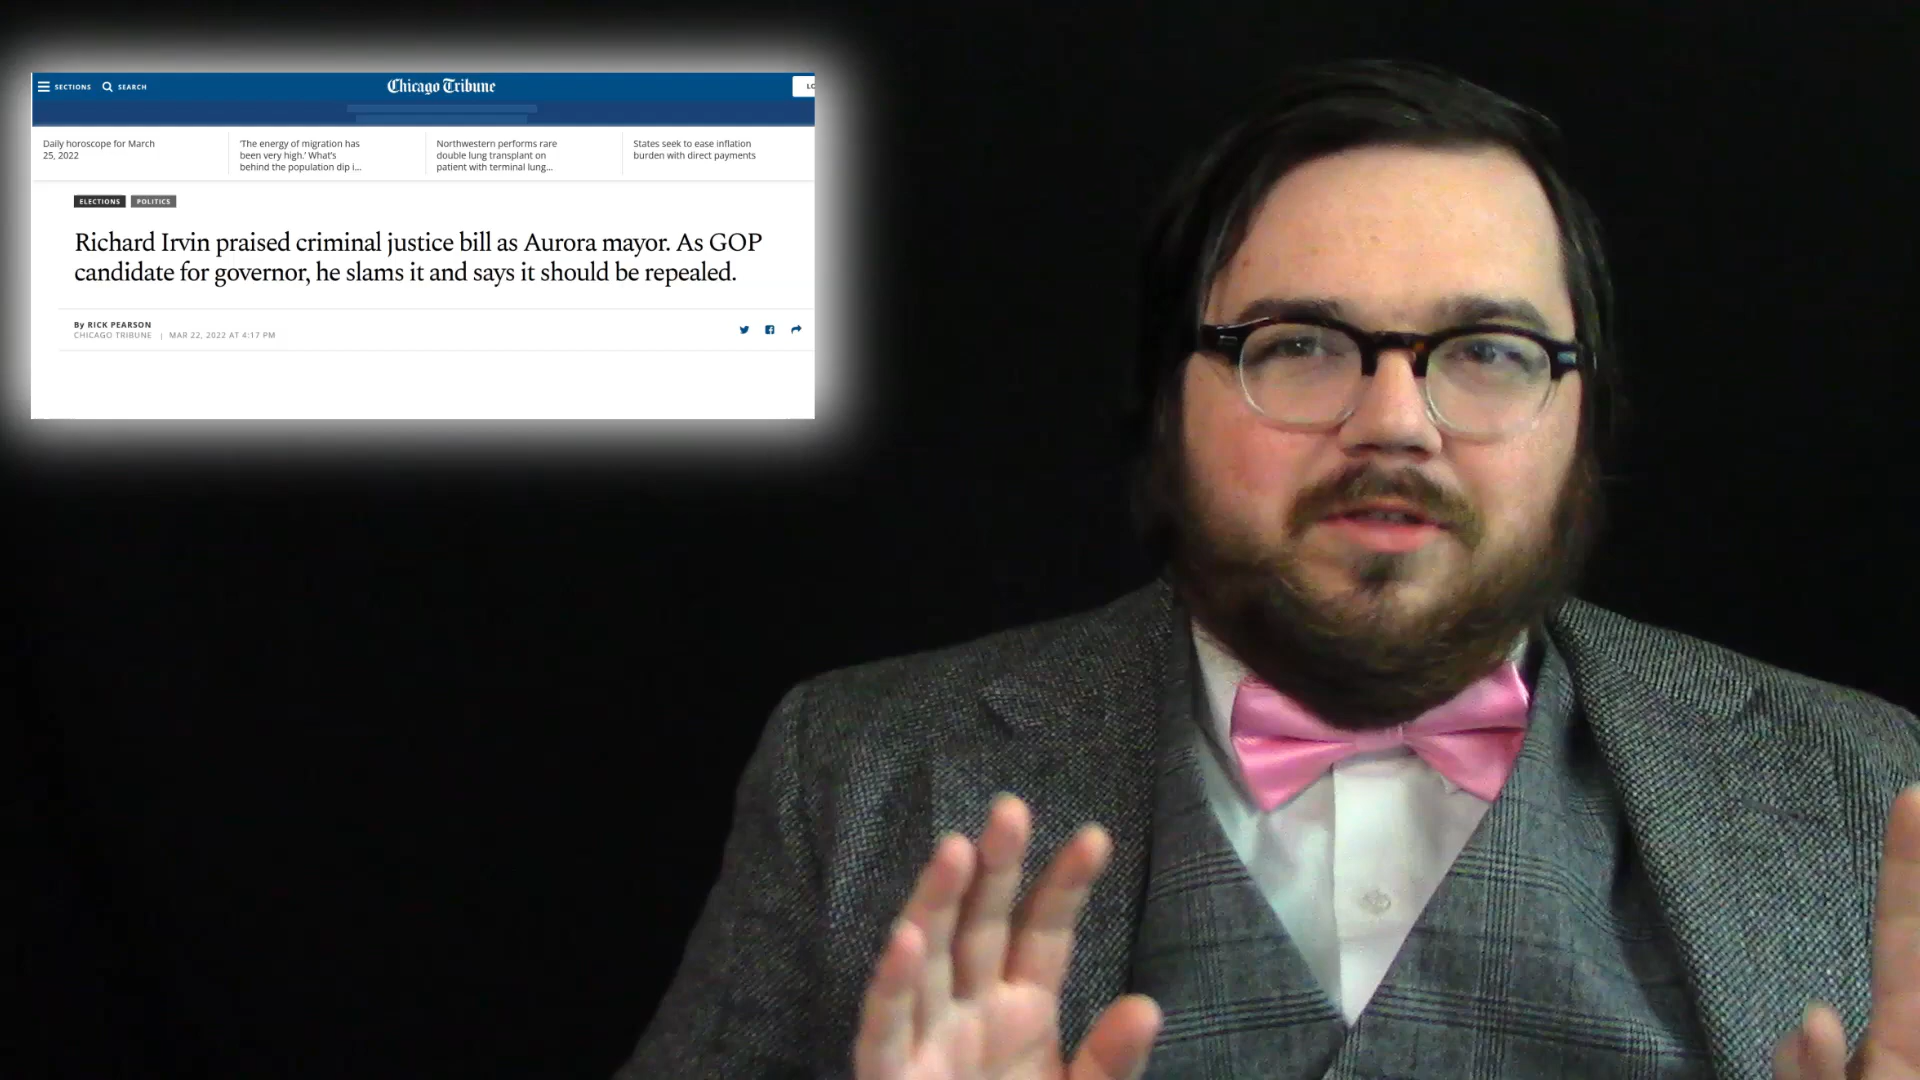 SECTIONS SEARCH
Chicago Tribune
LO
Daily horoscope for March
25, 2022
'The energy of migration has
been very high.' What's
behind the population dip i...
Northwestern performs rare
double lung transplant on
patient with terminal lung...
States seek to ease inflation
burden with direct payments
ELECTIONS POLITICS
Richard Irvin praised criminal justice bill as Aurora mayor. As GOP
candidate for governor, he slams it and says it should be repealed.
By RICK PEARSON
CHICAGO TRIBUNE | MAR 22, 2022 AT 4:17 PM